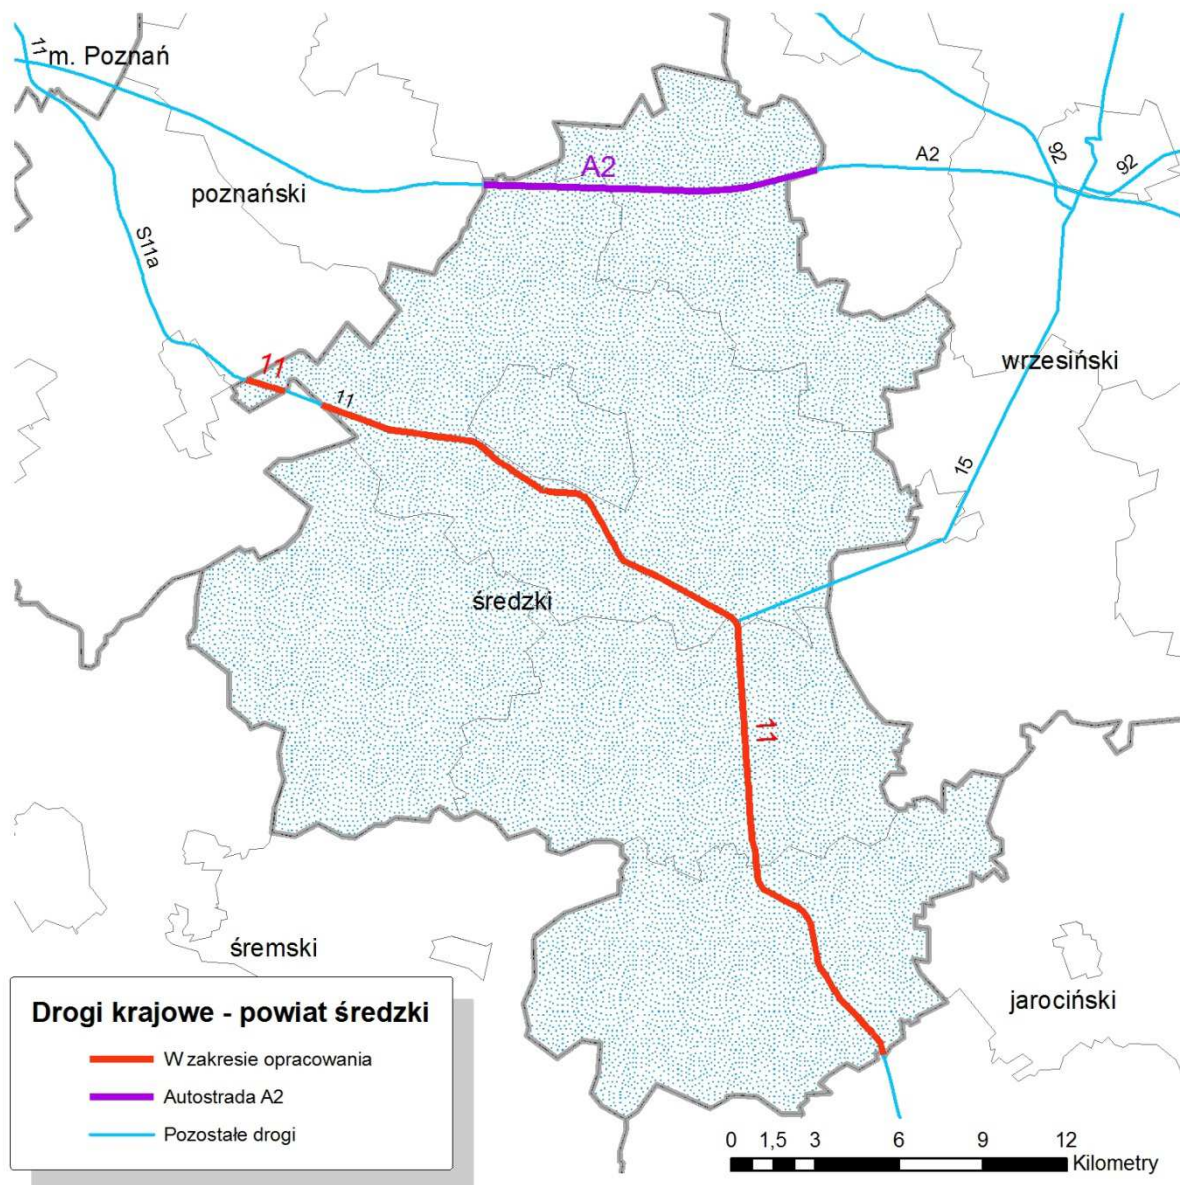 11
m. Poznań
A2
A2
92
92
poznański
S11a
11
11
wrzesiński
15
średzki
11
śremski
jarociński
Drogi krajowe - powiat średzki
W zakresie opracowania
Autostrada A2
Pozostałe drogi
0 1,5 3 6 9 12
Kilometry